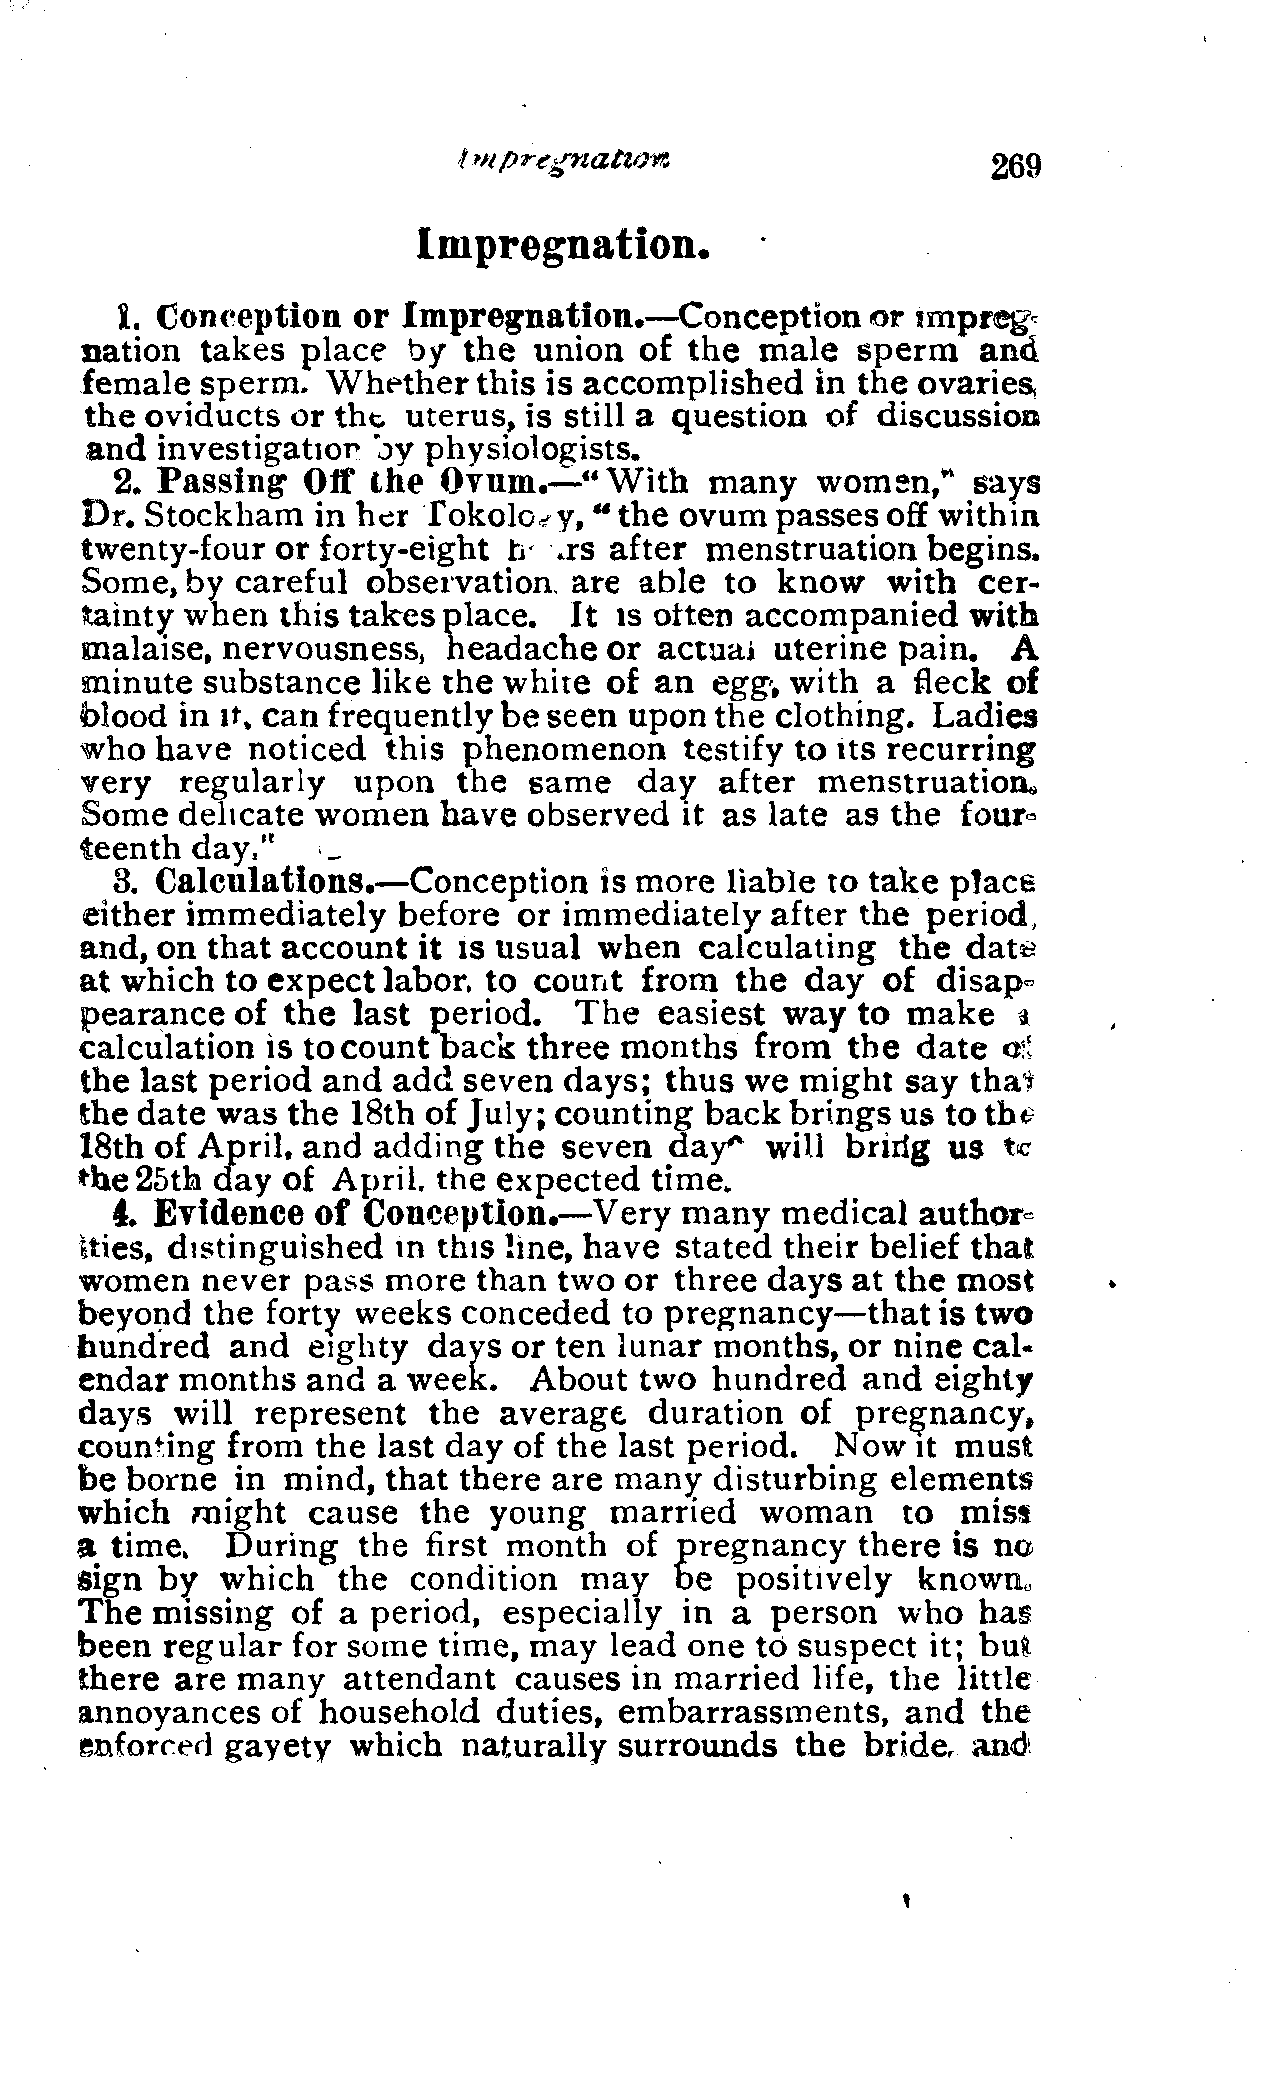 Impregnation 269
Impregnation.
1. Conception or Impregnation.—Conception or impreg-
nation takes place by the union of the male sperm and
female sperm. Whether this is accomplished in the ovaries,
the oviducts or the uterus, is still a question of discussion
and investigation by physiologists.
2. Passing Off the Ovum.—"With many women," says
Dr. Stockham in her Tokology, "the ovum passes off within
twenty-four or forty-eight hours after menstruation begins.
Some, by careful observation, are able to know with cer-
tainty when this takes place. It is often accompanied with
malaise, nervousness, headache or actual uterine pain. A
minute substance like the white of an egg, with a fleck of
blood in it, can frequently be seen upon the clothing. Ladies
who have noticed this phenomenon testify to its recurring
very regularly upon the same day after menstruation.
Some delicate women have observed it as late as the four-
teenth day."
3. Calculations.—Conception is more liable to take place
either immediately before or immediately after the period,
and, on that account it is usual when calculating the date
at which to expect labor, to count from the day of disap-
pearance of the last period. The easiest way to make a
calculation is to count back three months from the date of
the last period and add seven days; thus we might say that
the date was the 18th of July; counting back brings us to the
18th of April, and adding the seven days will bring us to
the 25th day of April, the expected time.
4. Evidence of Conception.—Very many medical author-
ities, distinguished in this line, have stated their belief that
women never pass more than two or three days at the most
beyond the forty weeks conceded to pregnancy—that is two
hundred and eighty days or ten lunar months, or nine cal-
endar months and a week. About two hundred and eighty
days will represent the average duration of pregnancy,
counting from the last day of the last period. Now it must
be borne in mind, that there are many disturbing elements
which might cause the young married woman to miss
a time. During the first month of pregnancy there is no
sign by which the condition may be positively known.
The missing of a period, especially in a person who has
been regular for some time, may lead one to suspect it; but
there are many attendant causes in married life, the little
annoyances of household duties, embarrassments, and the
enforced gayety which naturally surrounds the bride, and